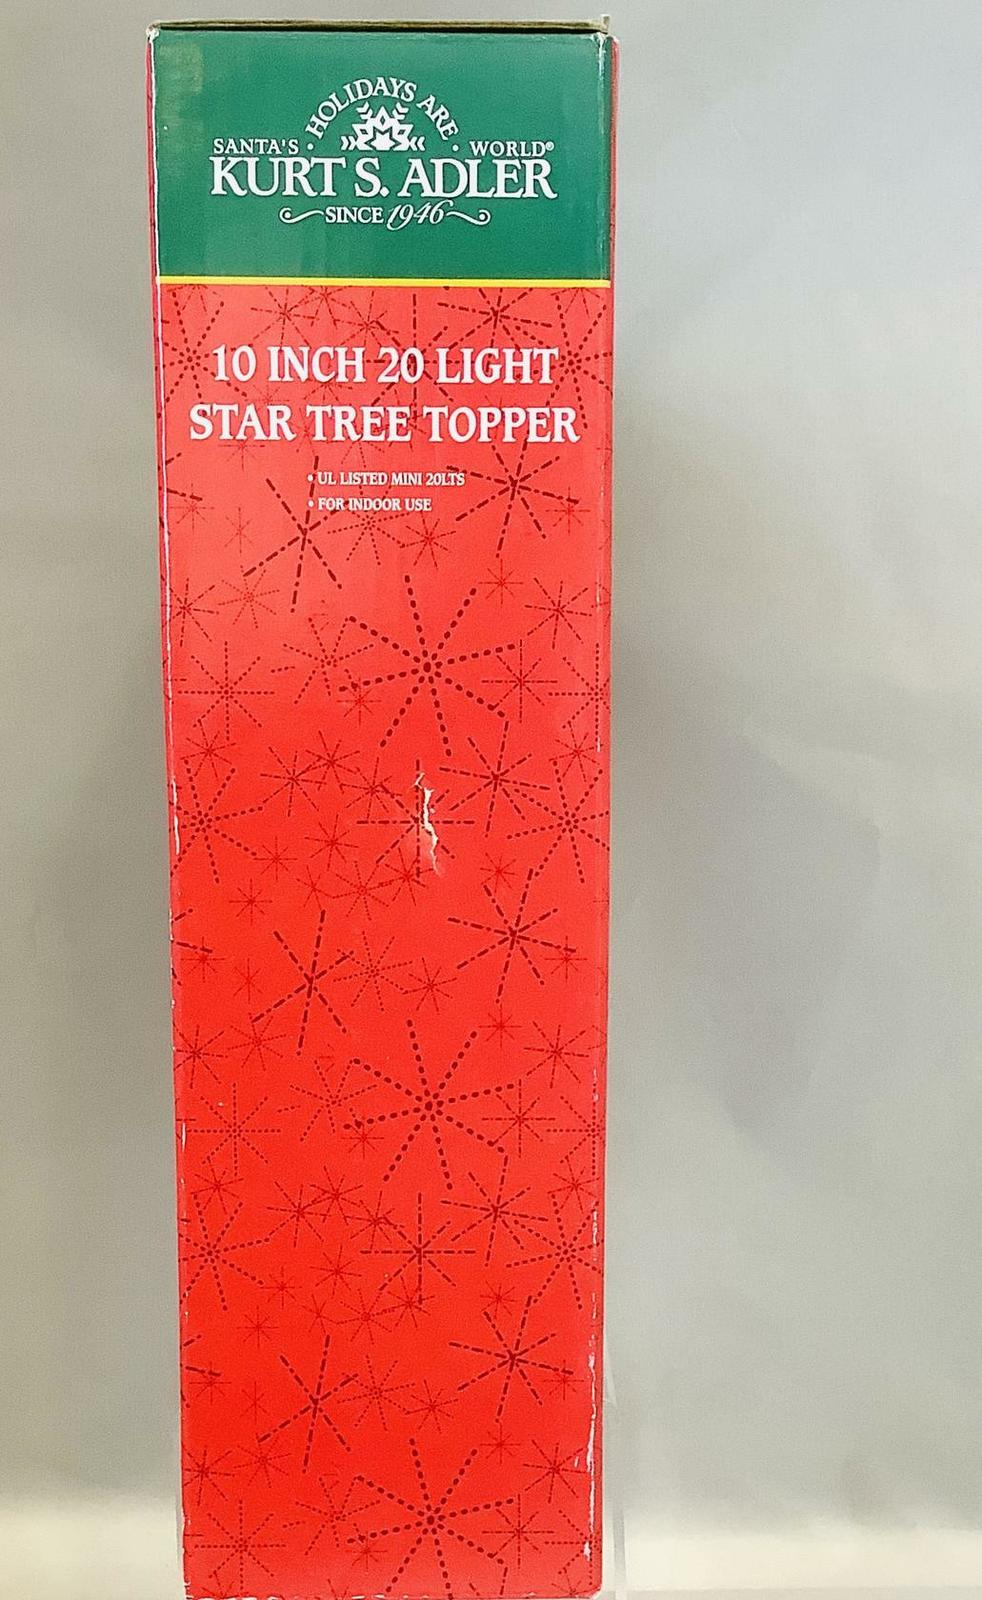 HOLIDAYS ARE
SANTA'S · · WORLD®
KURT S. ADLER
SINCE 1946
10 INCH 20 LIGHT
STAR TREE TOPPER
• UL LISTED MINI 20LTS
• FOR INDOOR USE